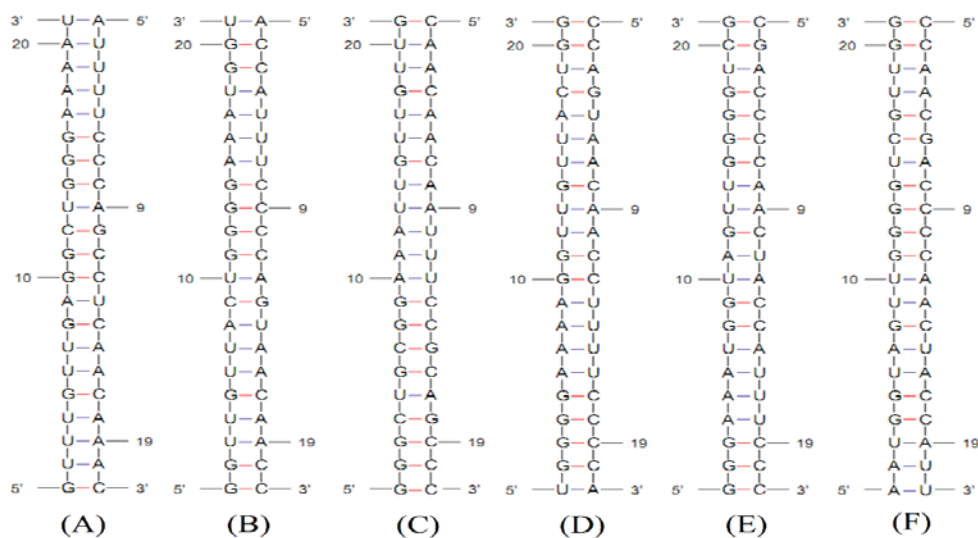 3' U A 5' 3' U A 5' 3' G C 5' 3' G C 5' 3' G C 5' 3' G C 5'
20 A U 20 G C 20 U A 20 G C 20 C G 20 G C
A U G C U A U A U A U A
A U U A G C C G G C U A
A U A U U A A U G C G C
G C A U U A U A G C C G
G C A U G C U A G C U A
G C G C U A G C U A G C
U A 9 G C 9 U A 9 U A 9 U A 9 G C 9
C G G C A U U A G C G C
G C G C A U G C A U G C
10 G C 10 U A 10 A U 10 G C 10 U A 10 U A
A U C G G C A U G C U A
G C A U G C A U G C G C
U A U A C G A U U A A U
U A U A G C A U A U U A
G C G C U A G C A U G C
U A U A C G G C A U G C
U A 19 U A 19 G C 19 G C 19 G C 19 U A 19
U A G C G C G C G C A U
5' G C 3' 5' G C 3' 5' G C 3' 5' U A 3' 5' G C 3' 5' A U 3'
(A) (B) (C) (D) (E) (F)